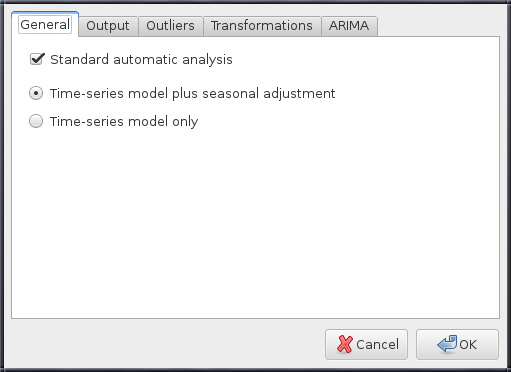 General Output Outliers Transformations ARIMA
Standard automatic analysis
Time-series model plus seasonal adjustment
Time-series model only
Cancel OK